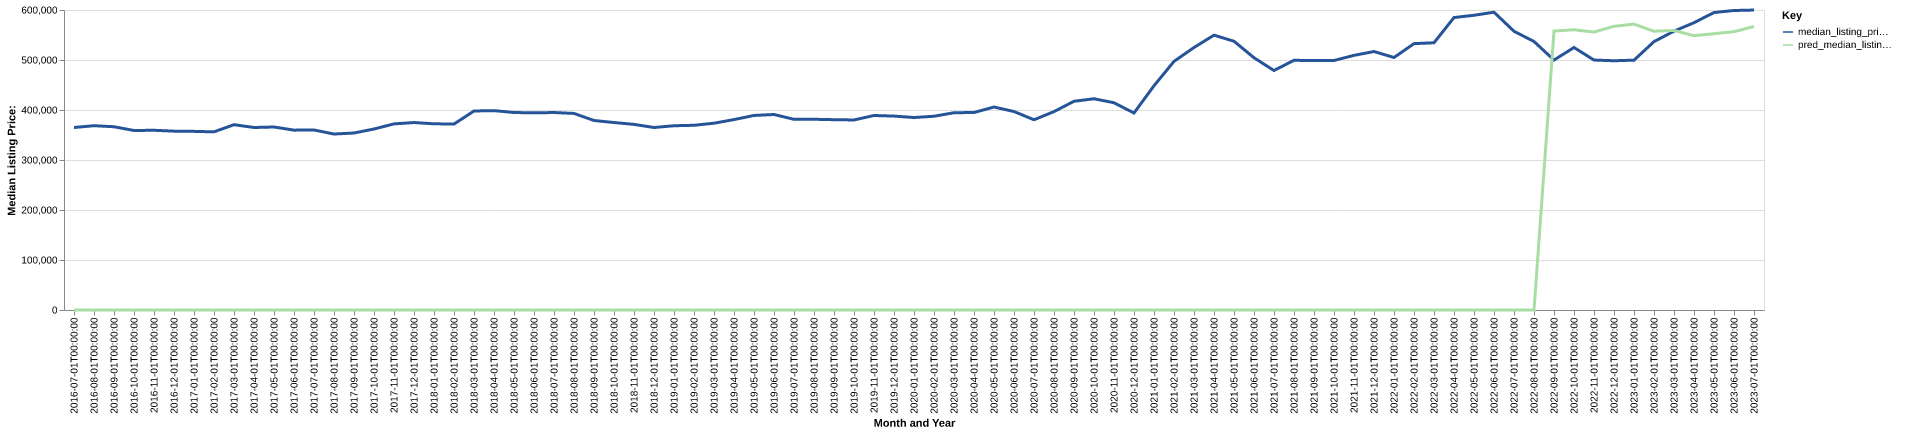 600,000
500,000
400,000
300,000
200,000
100,000
0
Median Listing Price:
2016-07-01T00:00:00
2016-08-01T00:00:00
2016-09-01T00:00:00
2016-10-01T00:00:00
2016-11-01T00:00:00
2016-12-01T00:00:00
2017-01-01T00:00:00
2017-02-01T00:00:00
2017-03-01T00:00:00
2017-04-01T00:00:00
2017-05-01T00:00:00
2017-06-01T00:00:00
2017-07-01T00:00:00
2017-08-01T00:00:00
2017-09-01T00:00:00
2017-10-01T00:00:00
2017-11-01T00:00:00
2017-12-01T00:00:00
2018-01-01T00:00:00
2018-02-01T00:00:00
2018-03-01T00:00:00
2018-04-01T00:00:00
2018-05-01T00:00:00
2018-06-01T00:00:00
2018-07-01T00:00:00
2018-08-01T00:00:00
2018-09-01T00:00:00
2018-10-01T00:00:00
2018-11-01T00:00:00
2018-12-01T00:00:00
2019-01-01T00:00:00
2019-02-01T00:00:00
2019-03-01T00:00:00
2019-04-01T00:00:00
2019-05-01T00:00:00
2019-06-01T00:00:00
2019-07-01T00:00:00
2019-08-01T00:00:00
2019-09-01T00:00:00
2019-10-01T00:00:00
2019-11-01T00:00:00
2019-12-01T00:00:00
2020-01-01T00:00:00
2020-02-01T00:00:00
2020-03-01T00:00:00
2020-04-01T00:00:00
2020-05-01T00:00:00
2020-06-01T00:00:00
2020-07-01T00:00:00
2020-08-01T00:00:00
2020-09-01T00:00:00
2020-10-01T00:00:00
2020-11-01T00:00:00
2020-12-01T00:00:00
2021-01-01T00:00:00
2021-02-01T00:00:00
2021-03-01T00:00:00
2021-04-01T00:00:00
2021-05-01T00:00:00
2021-06-01T00:00:00
2021-07-01T00:00:00
2021-08-01T00:00:00
2021-09-01T00:00:00
2021-10-01T00:00:00
2021-11-01T00:00:00
2021-12-01T00:00:00
2022-01-01T00:00:00
2022-02-01T00:00:00
2022-03-01T00:00:00
2022-04-01T00:00:00
2022-05-01T00:00:00
2022-06-01T00:00:00
2022-07-01T00:00:00
2022-08-01T00:00:00
2022-09-01T00:00:00
2022-10-01T00:00:00
2022-11-01T00:00:00
2022-12-01T00:00:00
2023-01-01T00:00:00
2023-02-01T00:00:00
2023-03-01T00:00:00
2023-04-01T00:00:00
2023-05-01T00:00:00
2023-06-01T00:00:00
2023-07-01T00:00:00
Month and Year
Key
median_listing_pri…
pred_median_listin…